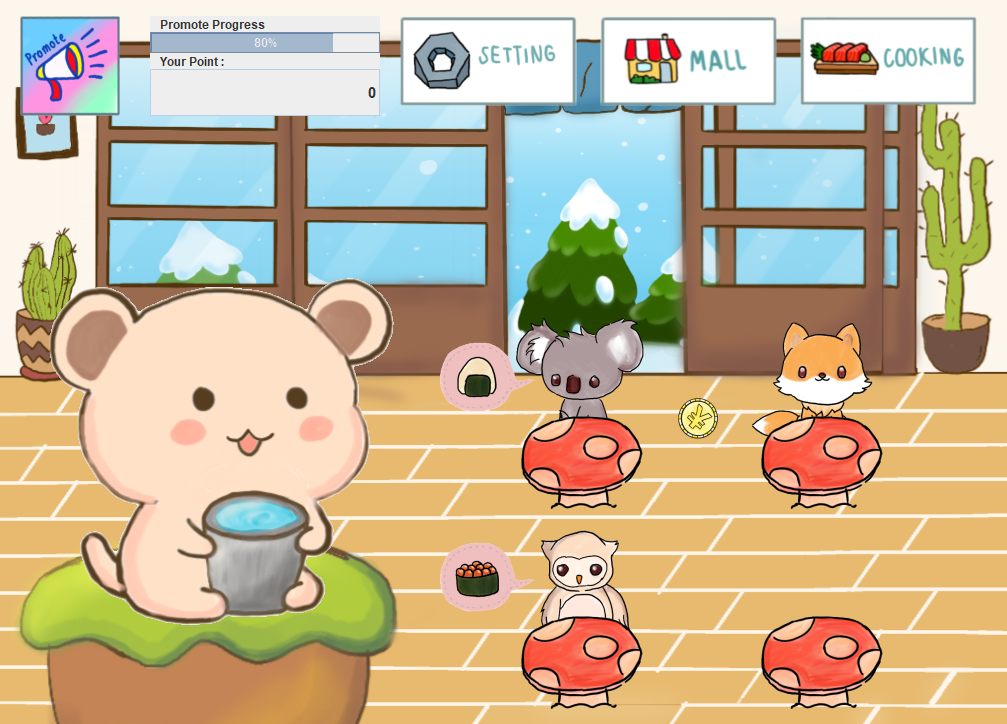 Promote
Promote Progress
80%
Your Point :
0
SETTING
MALL
COOKING
¥